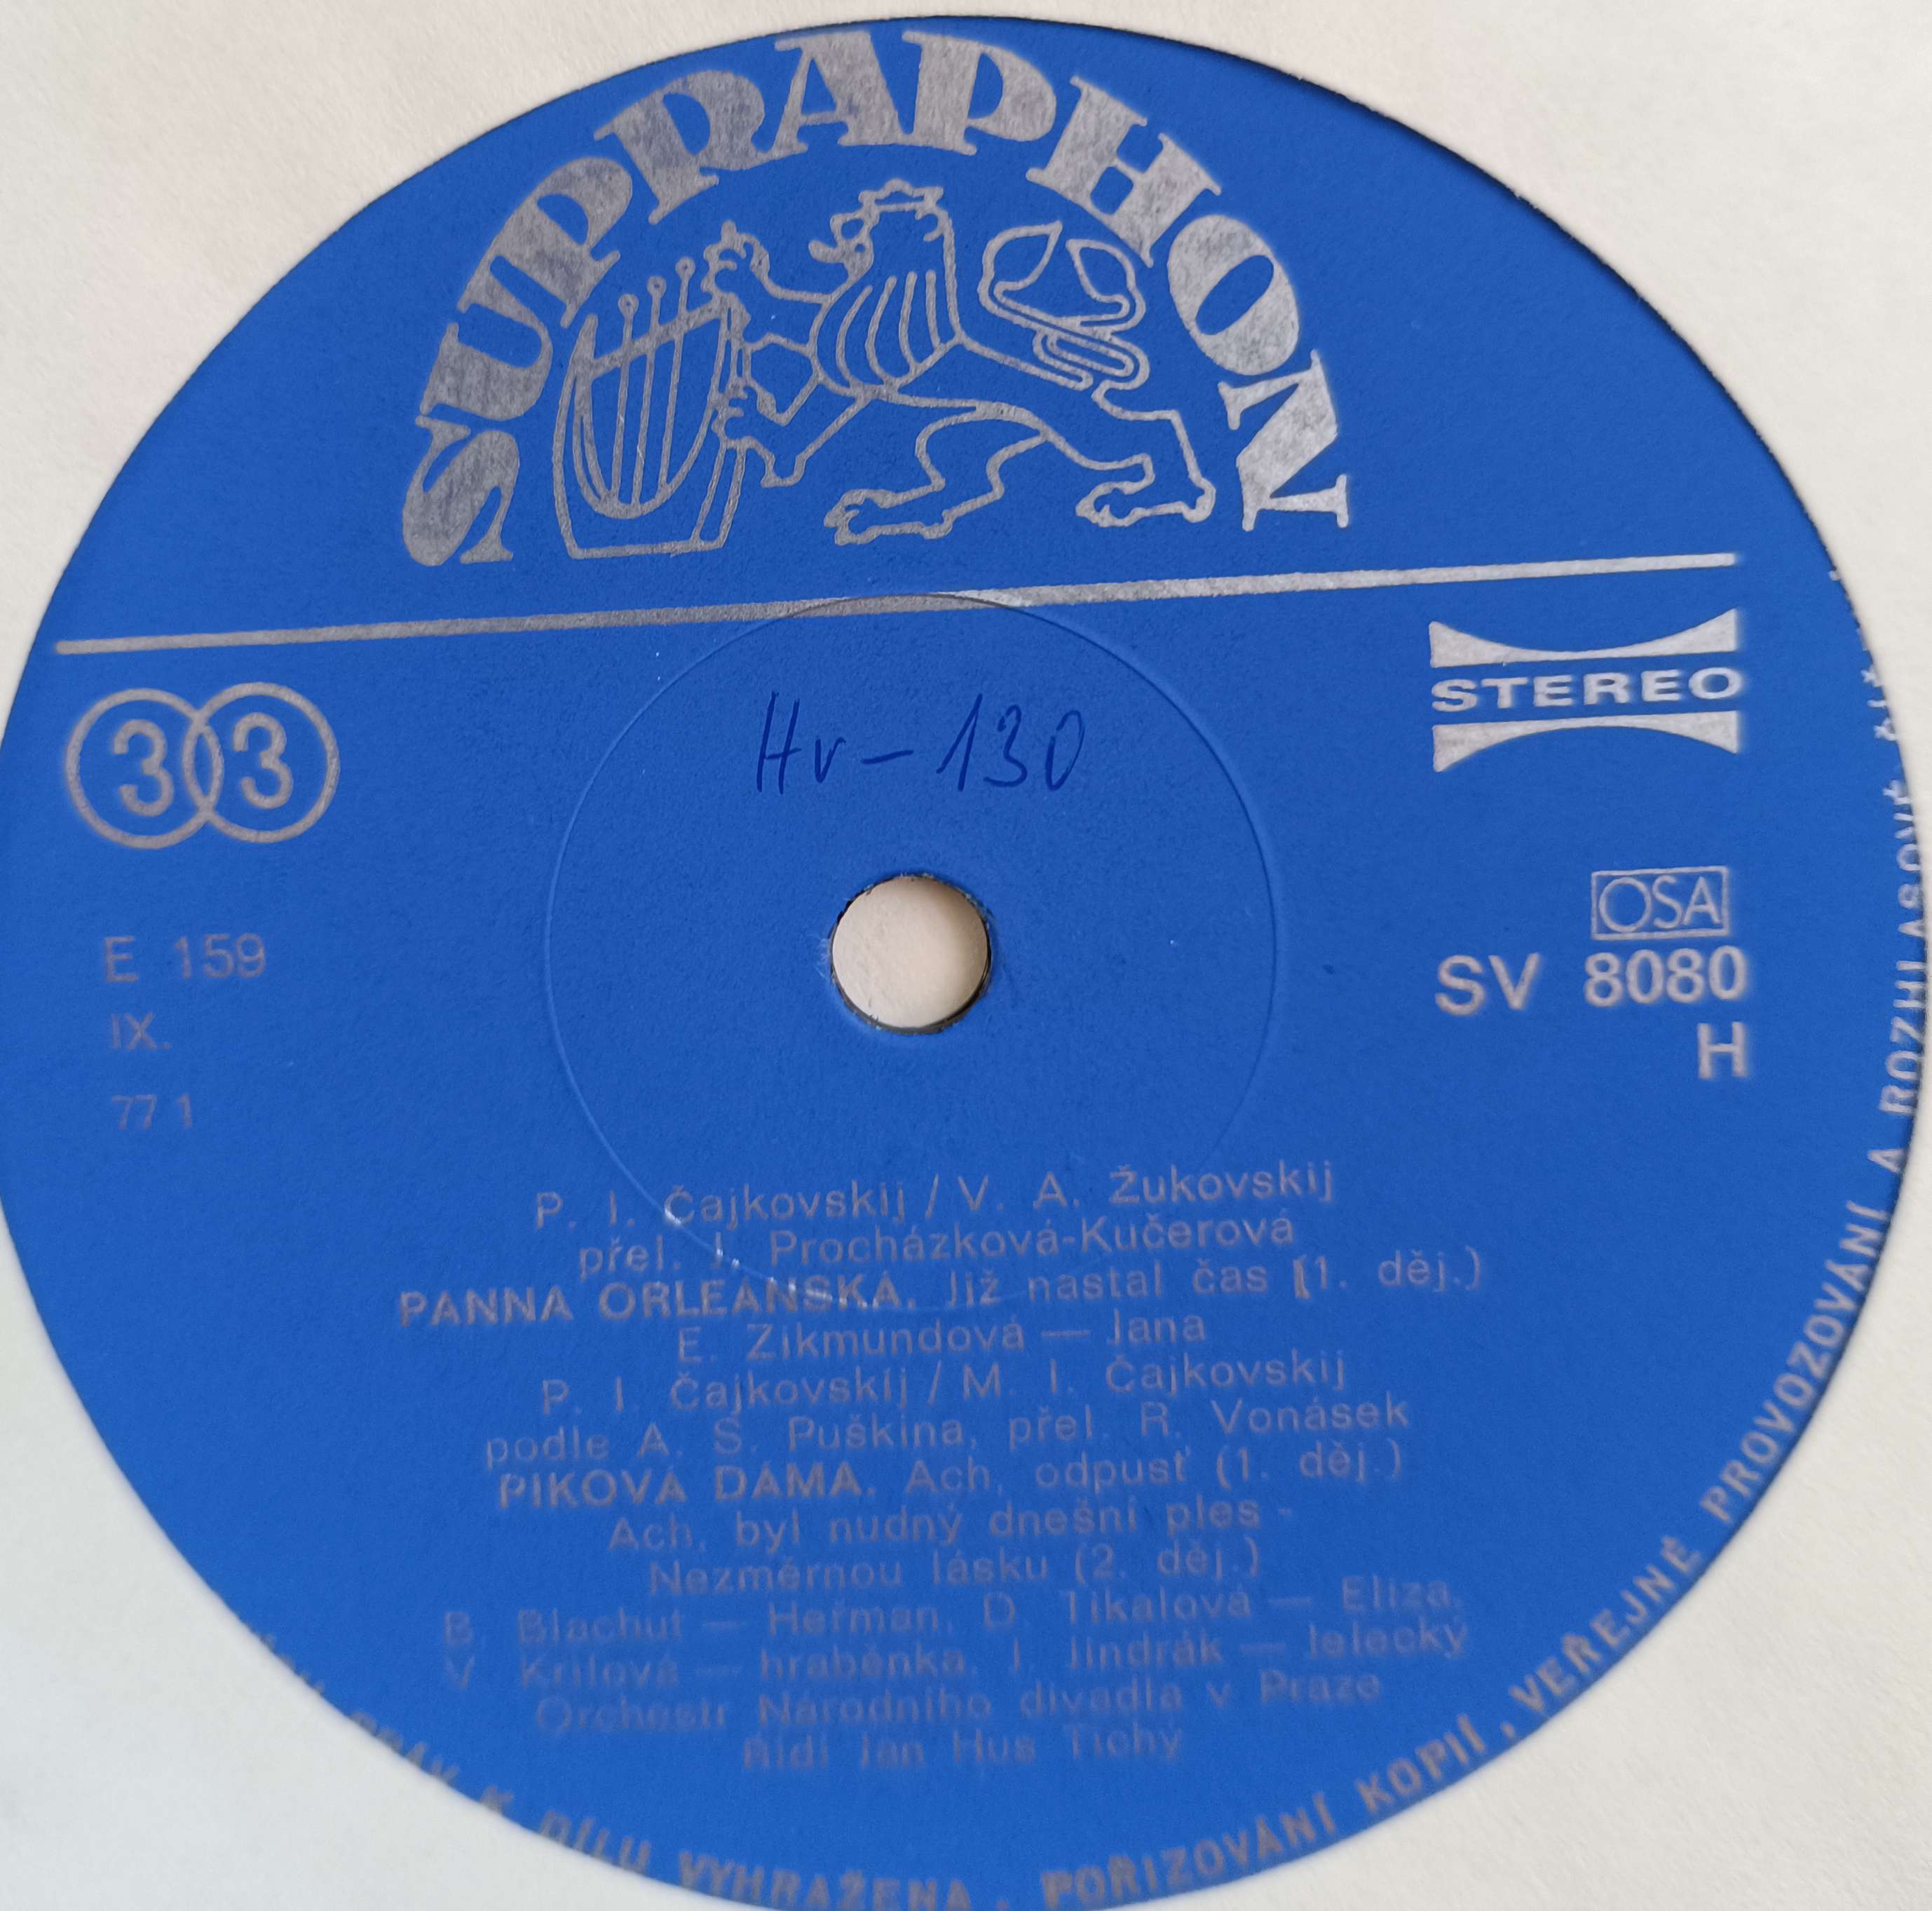 SUPRAPHON
33
STEREO
Hv-130
OSA
E 159
SV 8080
IX.
H
77 1
P. I. Čajkovskij / V. A. Žukovskij
přel. J. Procházková-Kučerová
PANNA ORLEÁNSKÁ. Již nastal čas (1. děj.)
E. Zikmundová — Jana
P. I. Čajkovskij / M. I. Čajkovskij
podle A. S. Puškina, přel. R. Vonásek
PIKOVÁ DÁMA. Ach, odpusť (1. děj.)
Ach, byl nudný dnešní ples -
Nezměrnou lásku (2. děj.)
B. Blachut — Heřman, D. Tikalová — Eliza,
V. Krilová — hraběnka, J. Jindrák — Jelecký
Orchestr Národního divadla v Praze
Řídí Jan Hus Tichý
K DÍLU VYHRAŽENA . POŘIZOVÁNÍ KOPIÍ , VEŘEJNÉ PROVOZOVÁNÍ A ROZHLASOVÉ